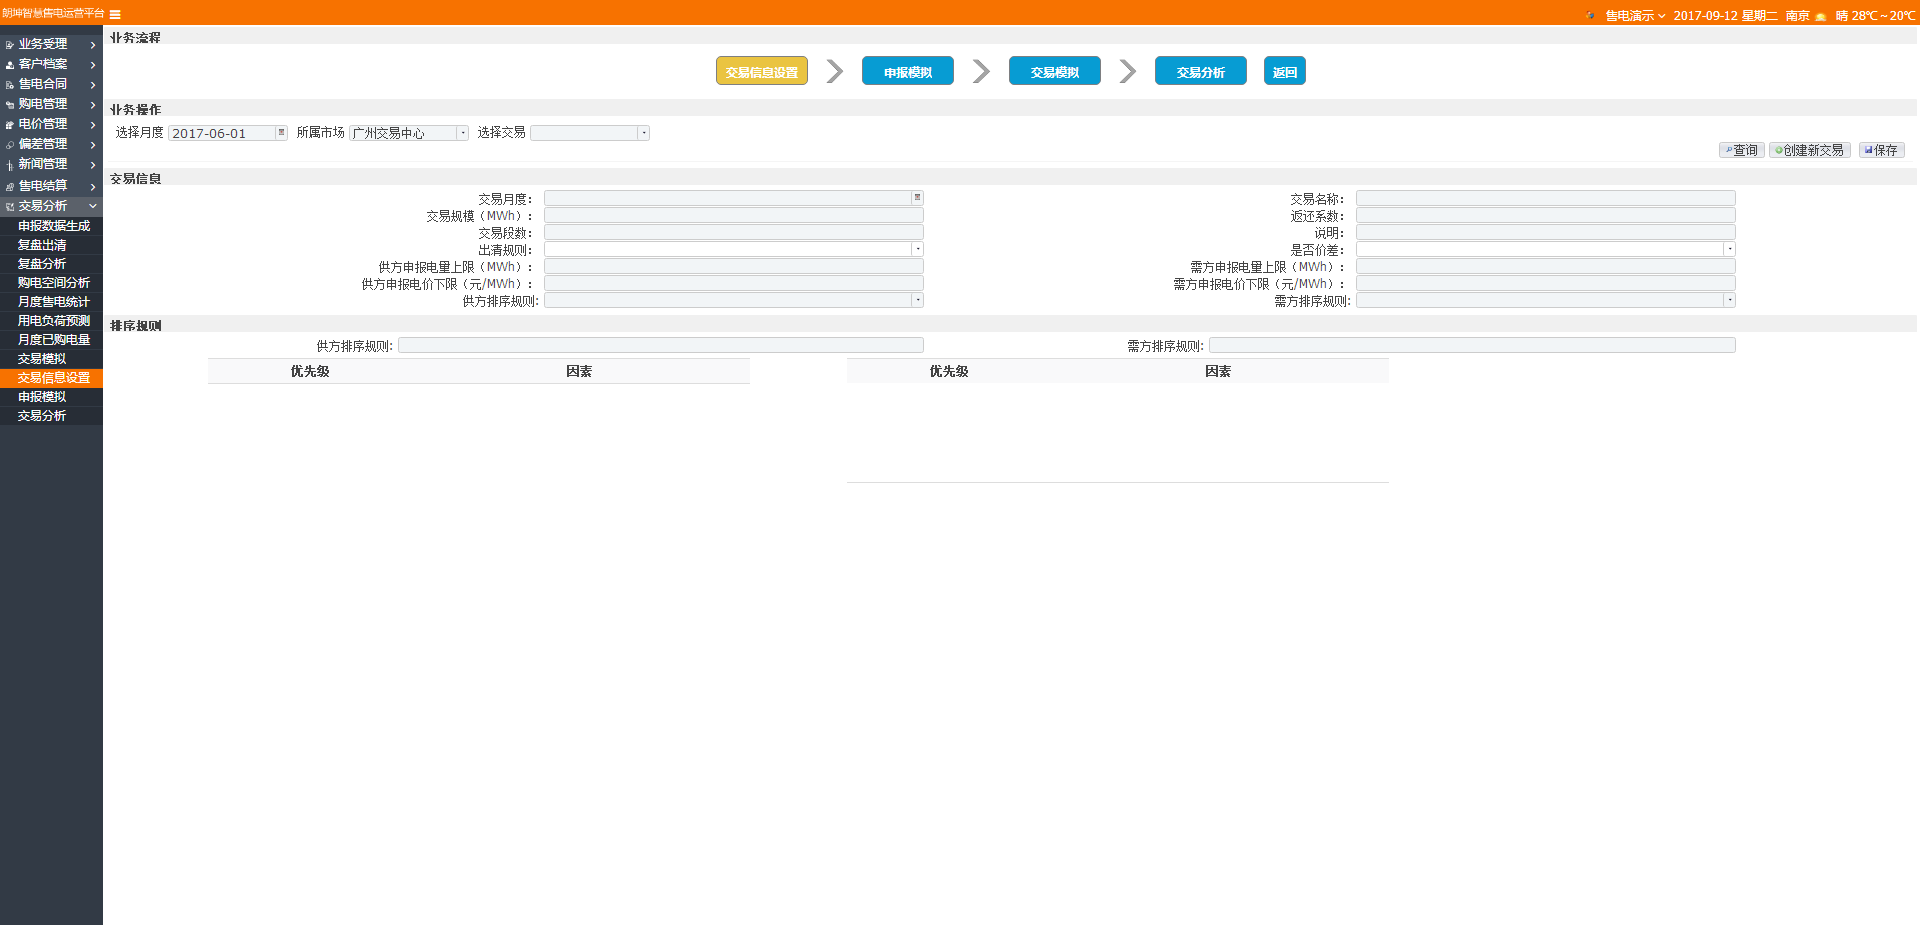 朗坤智慧售电运营平台
售电演示 2017-09-12 星期二 南京 晴 28℃～20℃
业务受理
客户档案
售电合同
购电管理
电价管理
偏差管理
新闻管理
售电结算
交易分析
申报数据生成
复盘出清
复盘分析
购电空间分析
月度售电统计
用电负荷预测
月度已购电量
交易模拟
交易信息设置
申报模拟
交易分析
业务流程
交易信息设置 申报模拟 交易模拟 交易分析 返回
业务操作
选择月度 2017-06-01 所属市场 广州交易中心 选择交易
查询 创建新交易 保存
交易信息
交易月度： 交易名称：
交易规模（MWh）： 返还系数：
交易段数： 说明：
出清规则： 是否价差：
供方申报电量上限（MWh）： 需方申报电量上限（MWh）：
供方申报电价下限（元/MWh）： 需方申报电价下限（元/MWh）：
供方排序规则: 需方排序规则:
排序规则
供方排序规则: 需方排序规则:
优先级 因素 优先级 因素